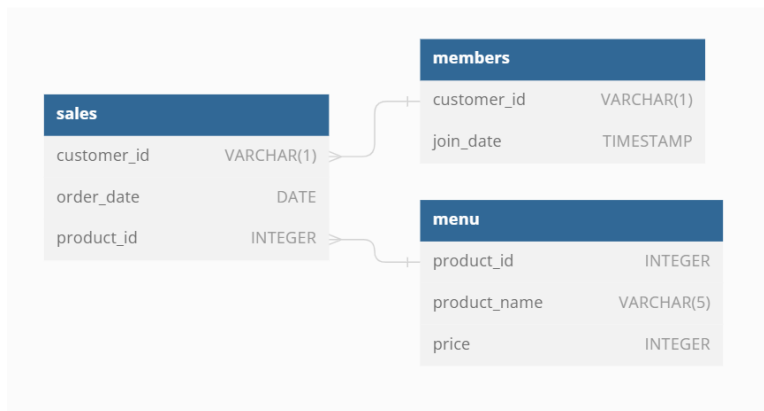 sales
customer_id VARCHAR(1)
order_date DATE
product_id INTEGER
members
customer_id VARCHAR(1)
join_date TIMESTAMP
menu
product_id INTEGER
product_name VARCHAR(5)
price INTEGER